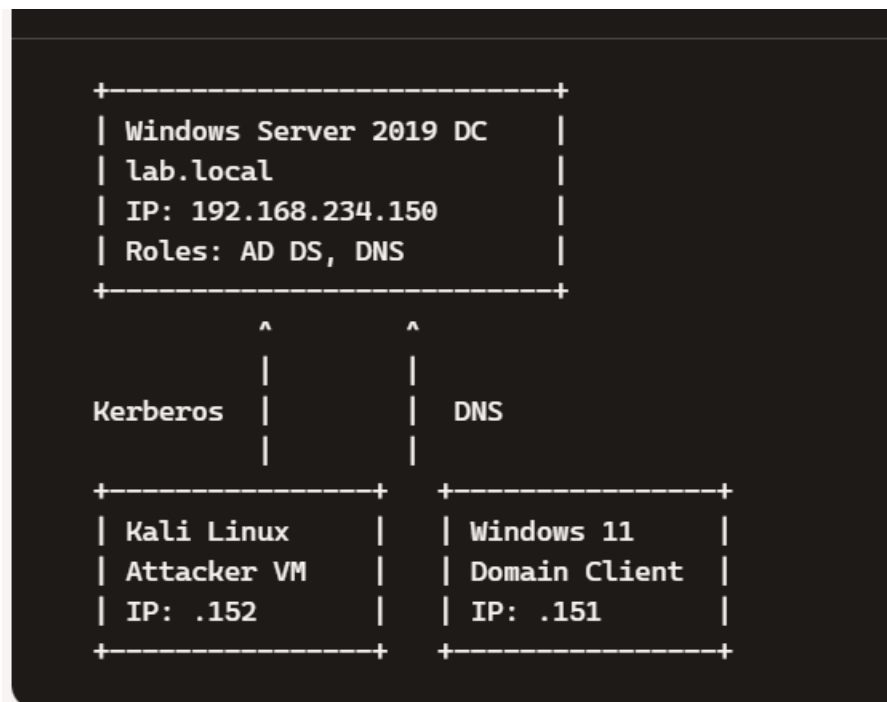 Windows Server 2019 DC
lab.local
IP: 192.168.234.150
Roles: AD DS, DNS
Kerberos DNS
Kali Linux Windows 11
Attacker VM Domain Client
IP: .152 IP: .151